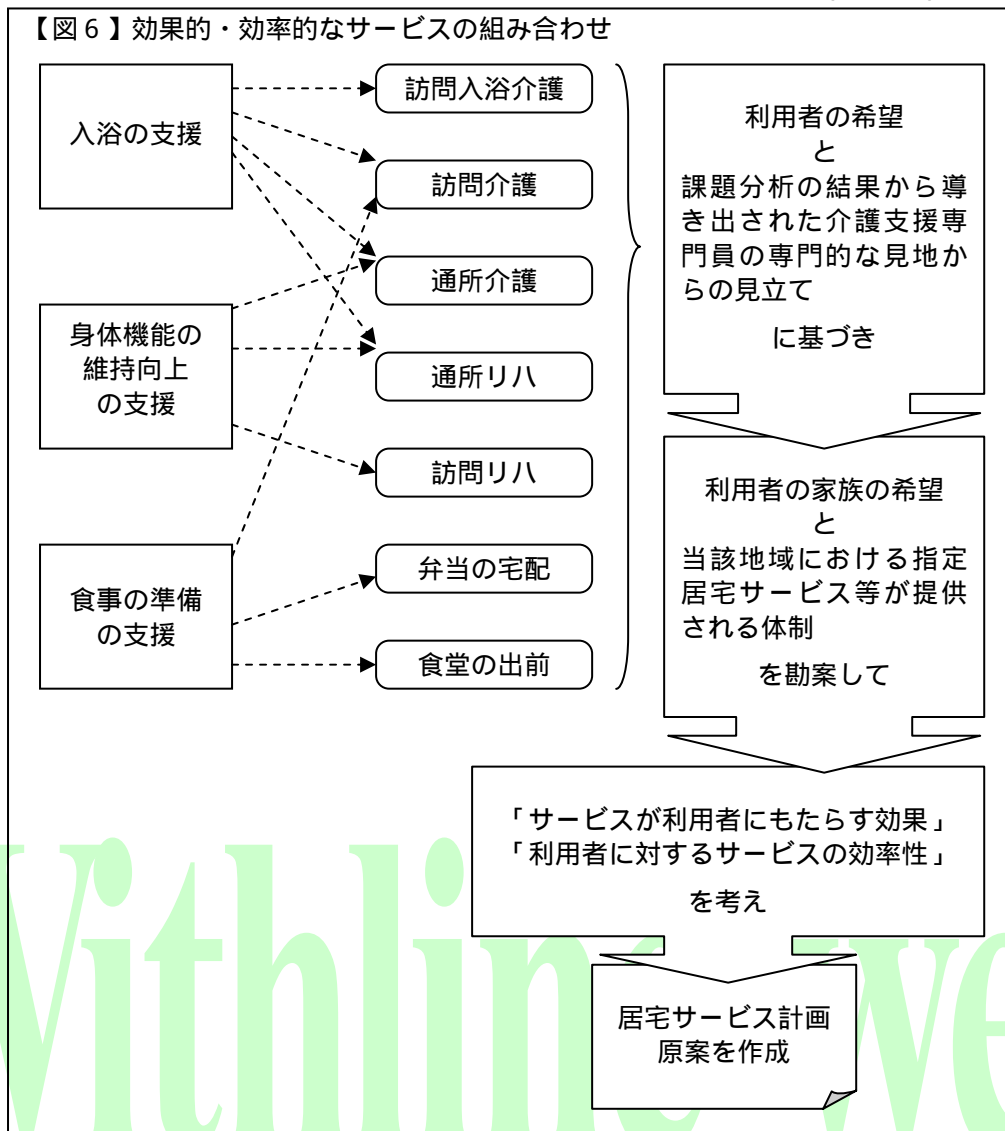 【図6】効果的・効率的なサービスの組み合わせ
入浴の支援
身体機能の
維持向上
の支援
食事の準備
の支援
訪問入浴介護
訪問介護
通所介護
通所リハ
訪問リハ
弁当の宅配
食堂の出前
利用者の希望
と
課題分析の結果から導
き出された介護支援専
門員の専門的な見地か
らの見立て
に基づき
利用者の家族の希望
と
当該地域における指定
居宅サービス等が提供
される体制
を勘案して
「サービスが利用者にもたらす効果」
「利用者に対するサービスの効率性」
を考え
居宅サービス計画
原案を作成
Withline we